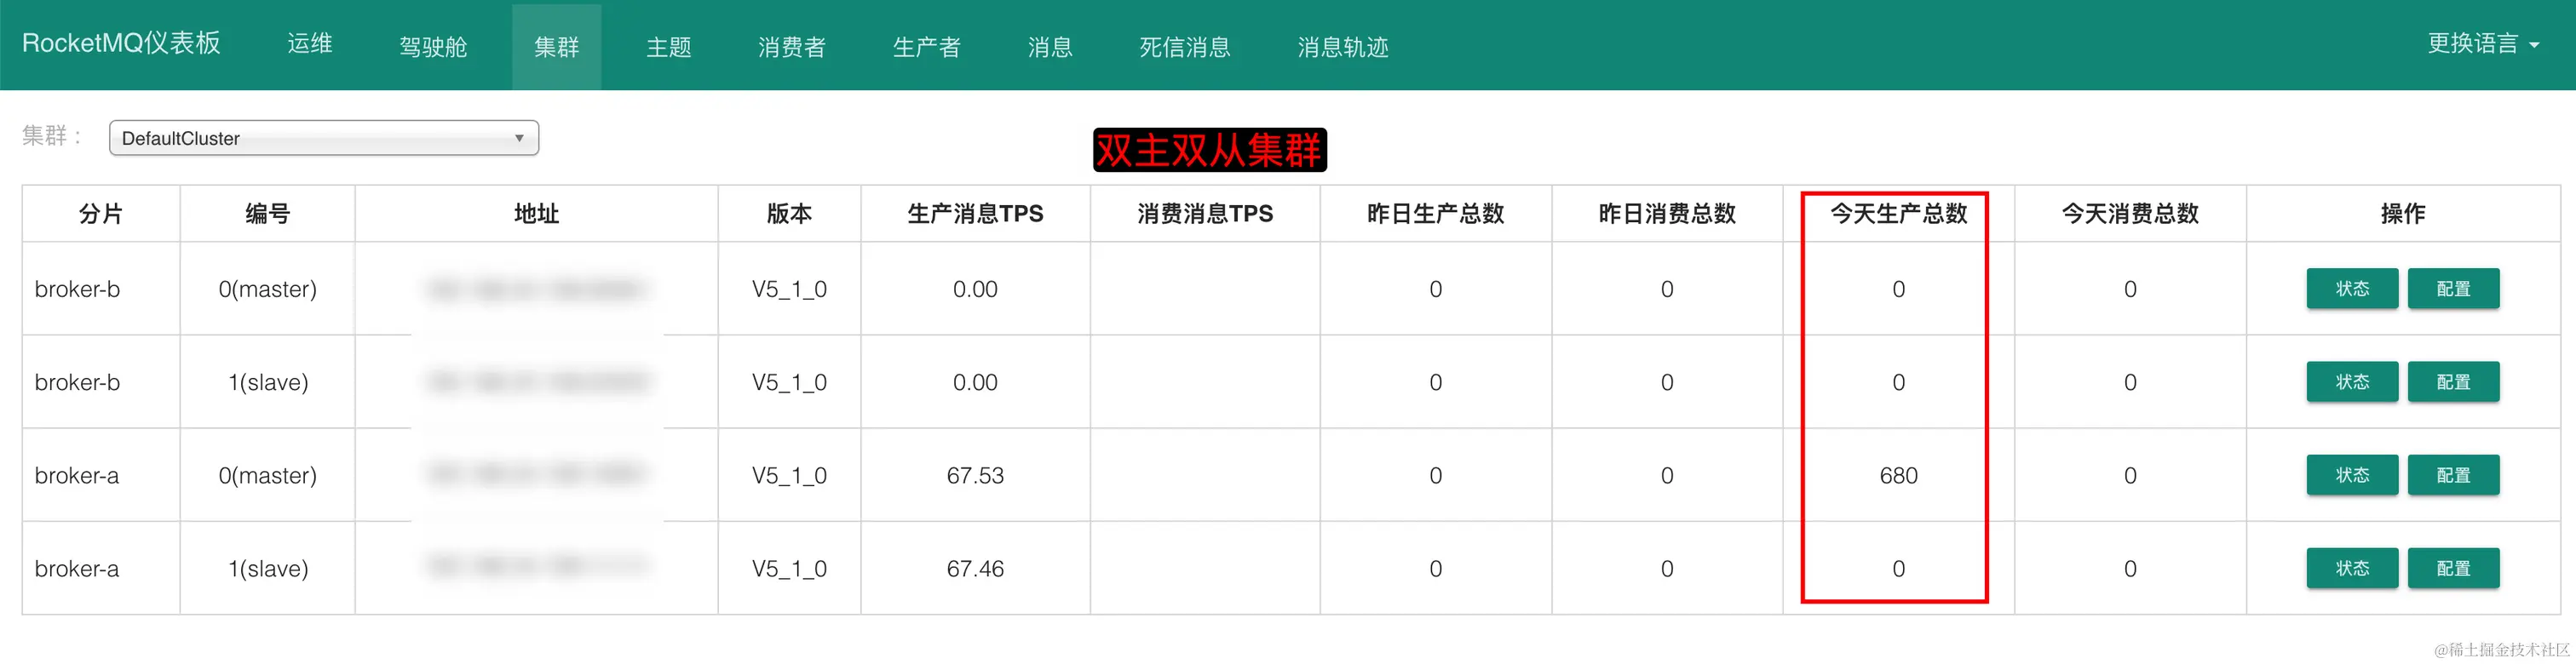 RocketMQ仪表板 运维 驾驶舱 集群 主题 消费者 生产者 消息 死信消息 消息轨迹 更换语言
集群： DefaultCluster
双主双从集群
分片 编号 地址 版本 生产消息TPS 消费消息TPS 昨日生产总数 昨日消费总数 今天生产总数 今天消费总数 操作
broker-b 0(master) V5_1_0 0.00 0 0 0 0 状态 配置
broker-b 1(slave) V5_1_0 0.00 0 0 0 0 状态 配置
broker-a 0(master) V5_1_0 67.53 0 0 680 0 状态 配置
broker-a 1(slave) V5_1_0 67.46 0 0 0 0 状态 配置
@稀土掘金技术社区